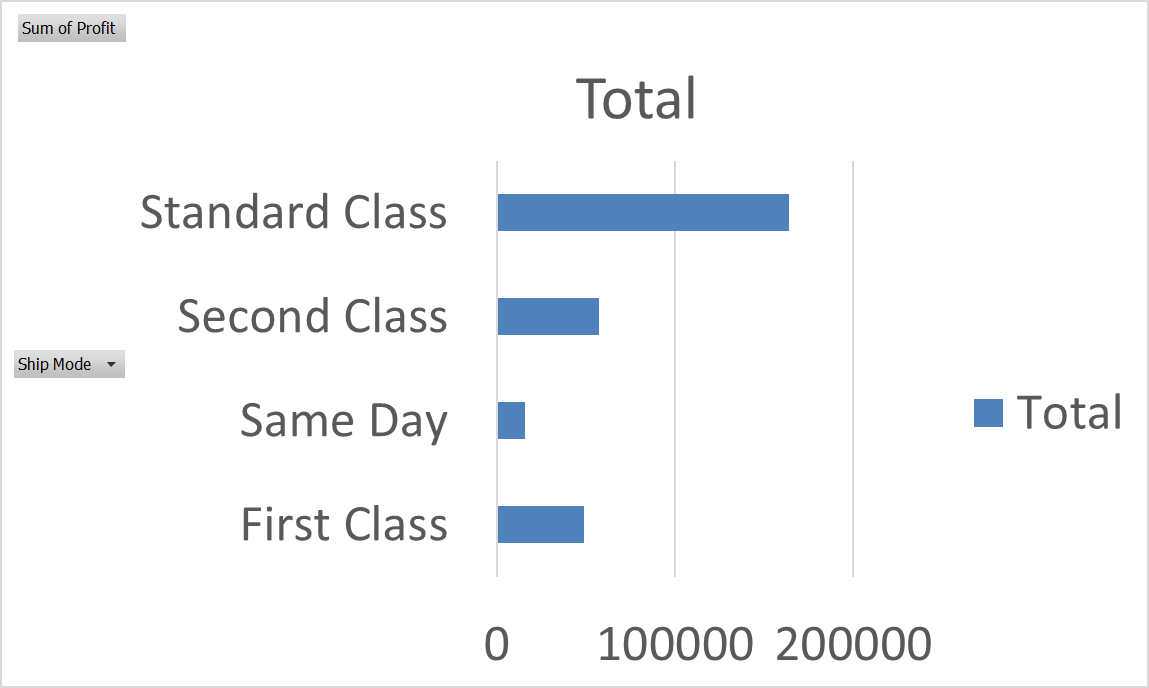 Sum of Profit
Total
Standard Class
Second Class
Ship Mode
Same Day
Total
First Class
0 100000 200000